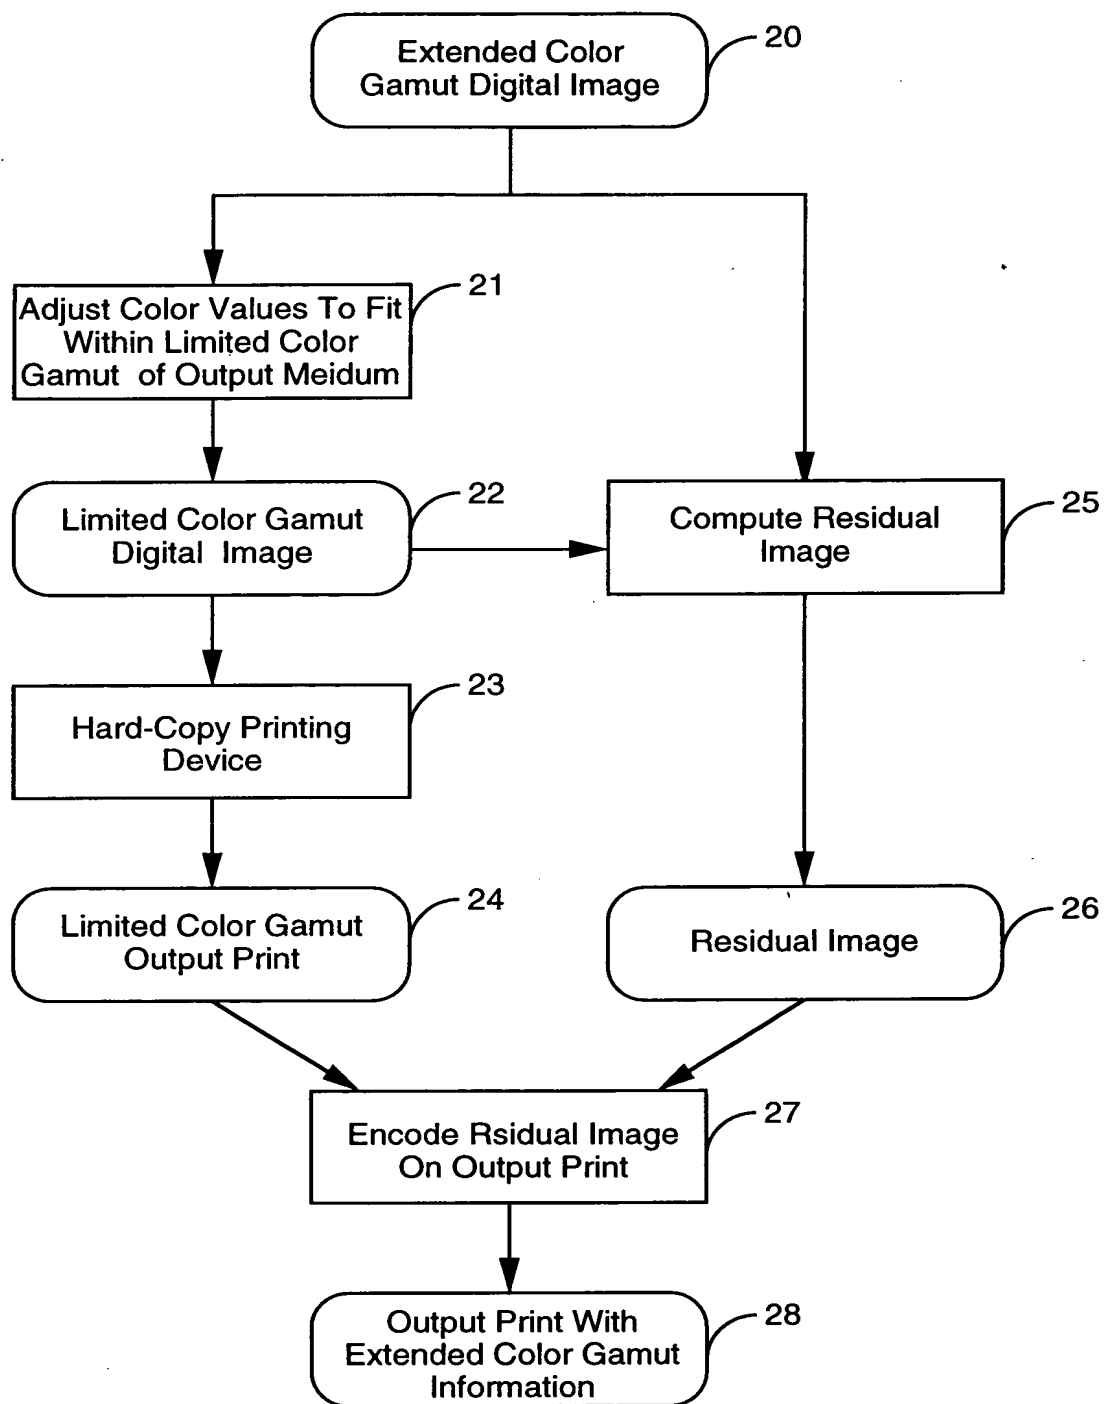 Extended Color
Gamut Digital Image
20
Adjust Color Values To Fit
Within Limited Color
Gamut of Output Meidum
21
Limited Color Gamut
Digital Image
22
Compute Residual
Image
25
Hard-Copy Printing
Device
23
Limited Color Gamut
Output Print
24
Residual Image
26
Encode Rsidual Image
On Output Print
27
Output Print With
Extended Color Gamut
Information
28